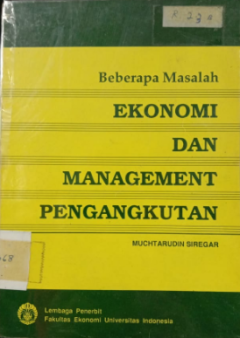 Beberapa Masalah
EKONOMI
DAN
MANAGEMENT
PENGANGKUTAN
MUCHTARUDIN SIREGAR
Lembaga Penerbit
Fakultas Ekonomi Universitas Indonesia